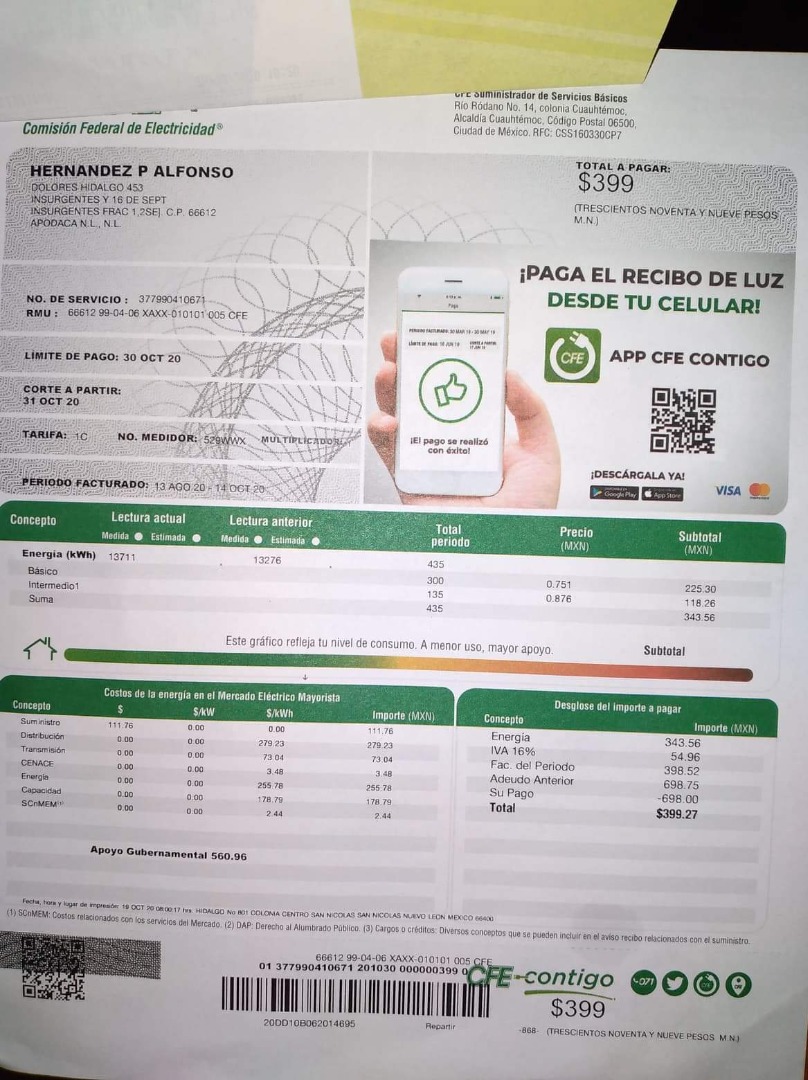 Comisión Federal de Electricidad®
CFE Suministrador de Servicios Básicos
Río Ródano No. 14, colonia Cuauhtémoc,
Alcaldía Cuauhtémoc, Código Postal 06500,
Ciudad de México. RFC: CSS160330CP7
HERNANDEZ P ALFONSO
DOLORES HIDALGO 453
INSURGENTES Y 16 DE SEPT
INSURGENTES FRAC 1,2SE|. C.P. 66612
APODACA N.L., N.L.
TOTAL A PAGAR:
$399
(TRESCIENTOS NOVENTA Y NUEVE PESOS
M.N.)
NO. DE SERVICIO : 377990410671
RMU : 66612 99-04-06 XAXX-010101 005 CFE
LÍMITE DE PAGO: 30 OCT 20
CORTE A PARTIR:
31 OCT 20
TARIFA: 1C NO. MEDIDOR: 529WWX MULTIPLICADOR:
PERIODO FACTURADO: 13 AGO 20 - 14 OCT 20
¡PAGA EL RECIBO DE LUZ
DESDE TU CELULAR!
CFE
APP CFE CONTIGO
Pago
PERIODO FACTURADO: 30 MAR 19 - 30 MAY 19
LÍMITE DE PAGO: 16 JUN 19
¡El pago se realizó
con éxito!
¡DESCÁRGALA YA!
Google Play
App Store
VISA
Concepto Lectura actual Lectura anterior Total periodo Precio (MXN) Subtotal (MXN)
Medida Estimada Medida Estimada
Energía (kWh) 13711 13276 435
Básico 300 0.751 225.30
Intermedio1 135 0.876 118.26
Suma 435 343.56
Este gráfico refleja tu nivel de consumo. A menor uso, mayor apoyo.
Subtotal
Costos de la energía en el Mercado Eléctrico Mayorista
Concepto $ $/kW $/kWh Importe (MXN)
Suministro 111.76 0.00 0.00 111.76
Distribución 0.00 0.00 279.23 279.23
Transmisión 0.00 0.00 73.04 73.04
CENACE 0.00 0.00 3.48 3.48
Energía 0.00 0.00 255.78 255.78
Capacidad 0.00 0.00 178.79 178.79
SCnMEM(1) 0.00 0.00 2.44 2.44
Apoyo Gubernamental 560.96
Desglose del importe a pagar
Concepto Importe (MXN)
Energía 343.56
IVA 16% 54.96
Fac. del Periodo 398.52
Adeudo Anterior 698.75
Su Pago -698.00
Total $399.27
Fecha, hora y lugar de impresión: 19 OCT 20 08:00:17 hrs. HIDALGO No 801 COLONIA CENTRO SAN NICOLAS SAN NICOLAS NUEVO LEON MEXICO 66400
(1) SCnMEM: Costos relacionados con los servicios del Mercado. (2) DAP: Derecho al Alumbrado Público. (3) Cargos o créditos: Diversos conceptos que se pueden incluir en el aviso recibo relacionados con el suministro.
66612 99-04-06 XAXX-010101 005 CFE
01 377990410671 201030 000000399 0
20DD10B062014695
Repartir
CFE-contigo
071
$399
-868- (TRESCIENTOS NOVENTA Y NUEVE PESOS M.N.)